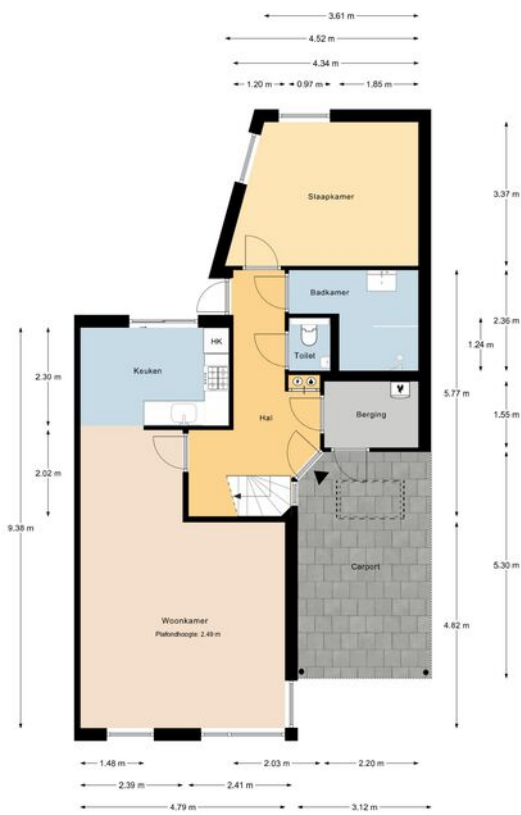 3.61 m
4.52 m
4.34 m
1.20 m 0.97 m 1.85 m
Slaapkamer
3.37 m
Badkamer
2.36 m
1.24 m
Toilet
HK
Keuken
2.30 m
5.77 m
Hal
Berging
1.55 m
2.02 m
9.38 m
Carport
5.30 m
4.82 m
Woonkamer
Plafondhoogte: 2.49 m
1.48 m 2.03 m 2.20 m
2.39 m 2.41 m
4.79 m 3.12 m